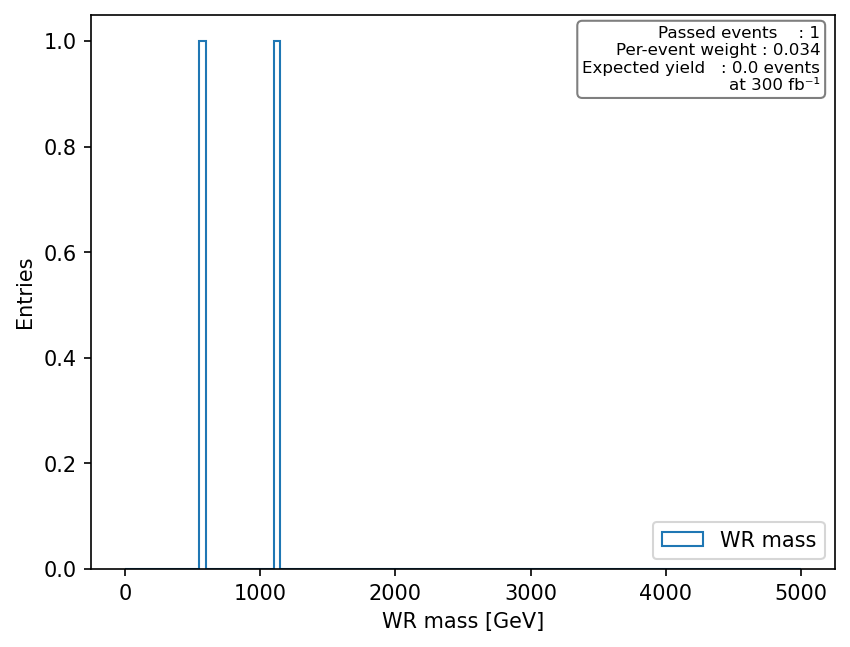 Passed events    : 1
Per-event weight : 0.034
Expected yield   : 0.0 events
at 300 fb⁻¹
1.0
0.8
0.6
0.4
0.2
0.0
Entries
WR mass
0 1000 2000 3000 4000 5000
WR mass [GeV]